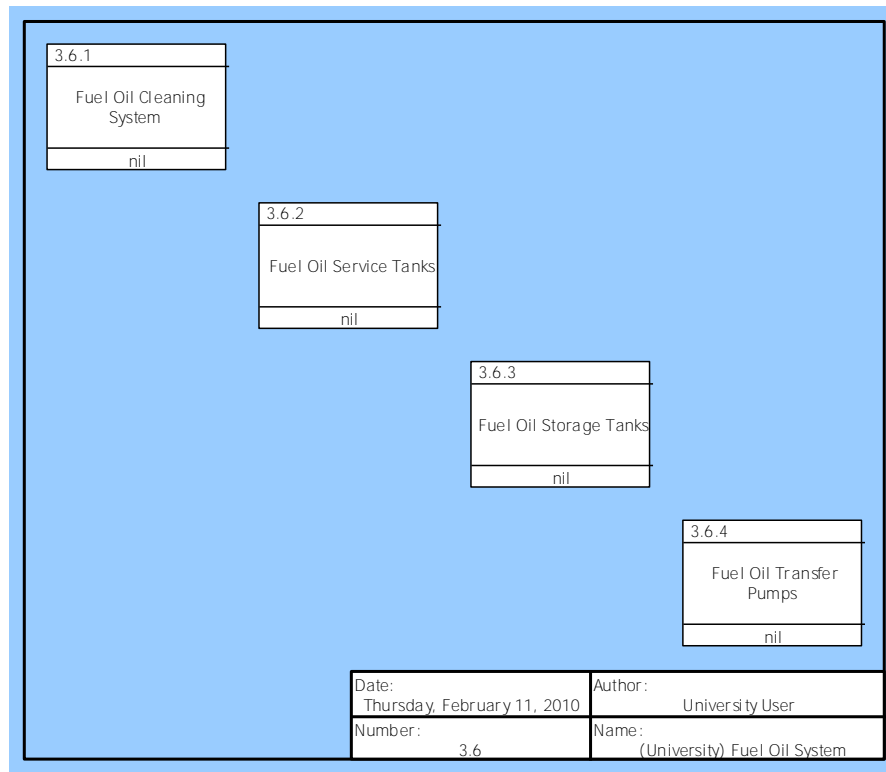 3.6.1
Fuel Oil Cleaning
System
nil
3.6.2
Fuel Oil Service Tanks
nil
3.6.3
Fuel Oil Storage Tanks
nil
3.6.4
Fuel Oil Transfer
Pumps
nil
Date:
Thursday, February 11, 2010
Author:
University User
Number:
3.6
Name:
(University) Fuel Oil System